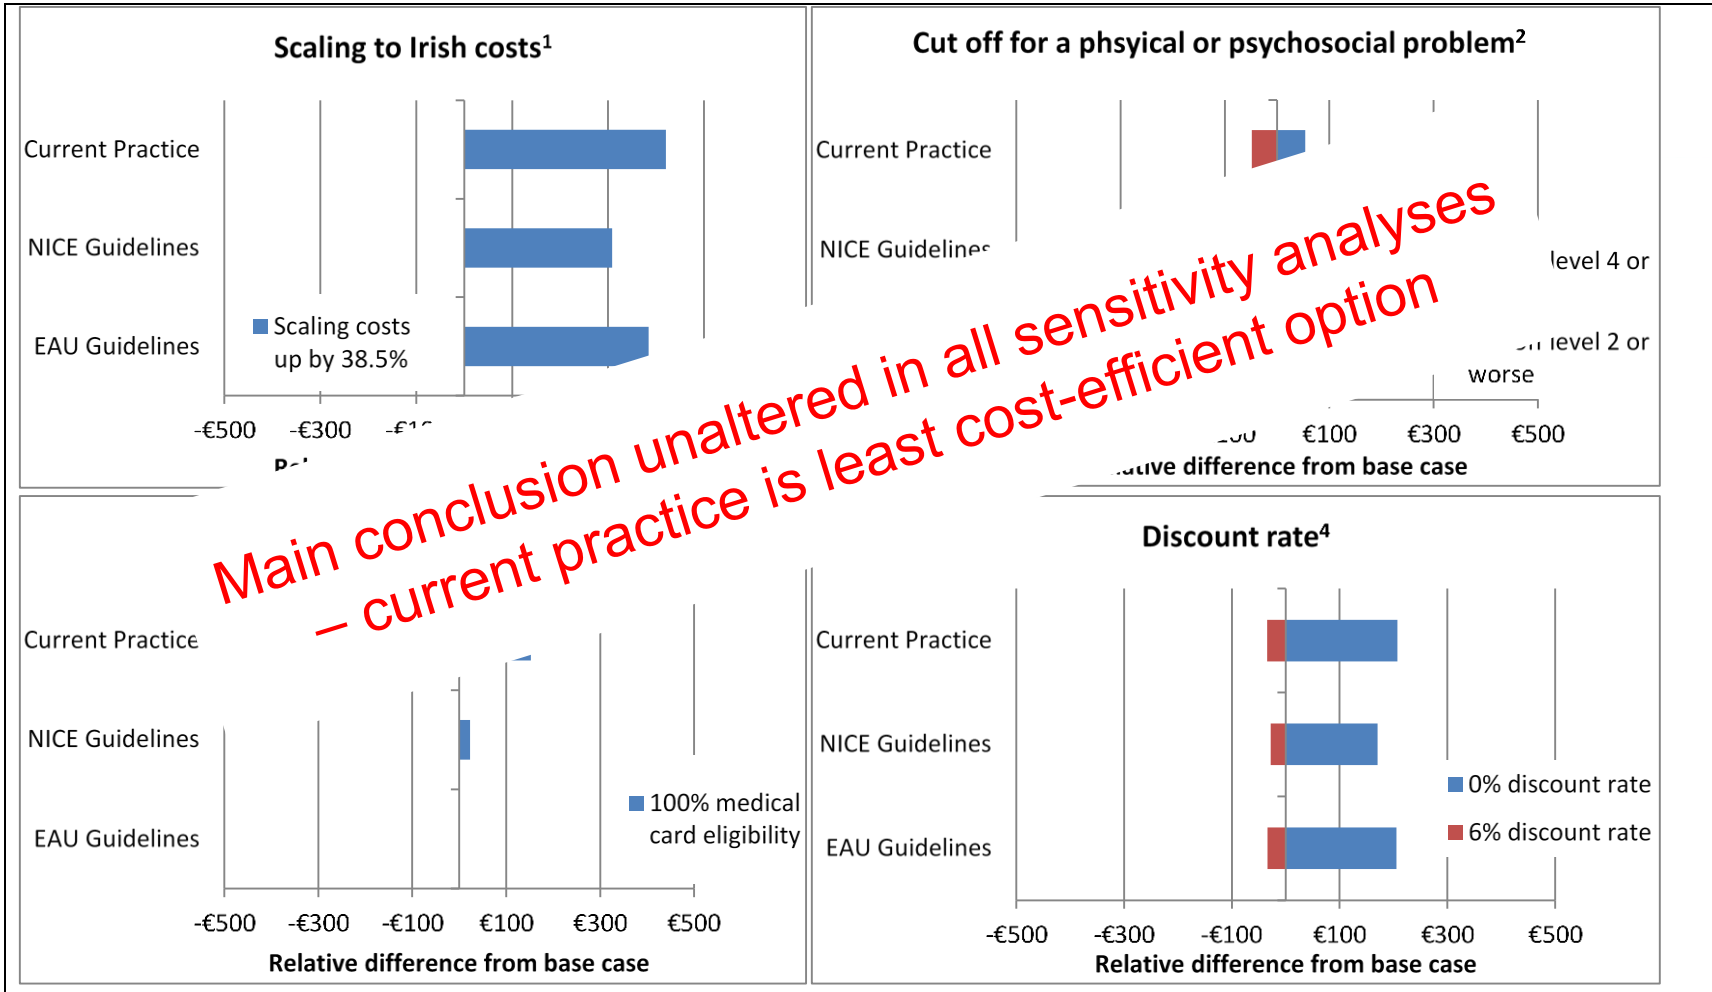 Scaling to Irish costs¹
Current Practice
NICE Guidelines
EAU Guidelines
Scaling costs
up by 38.5%
-€500 -€300
Cut off for a phsyical or psychosocial problem²
Current Practice
NICE Guidelines
level 4 or
level 2 or
worse
€100 €300 €500
difference from base case
Main conclusion unaltered in all sensitivity analyses
– current practice is least cost-efficient option
Current Practice
NICE Guidelines
EAU Guidelines
100% medical
card eligibility
-€500 -€300 -€100 €100 €300 €500
Relative difference from base case
Discount rate⁴
Current Practice
NICE Guidelines
EAU Guidelines
0% discount rate
6% discount rate
-€500 -€300 -€100 €100 €300 €500
Relative difference from base case